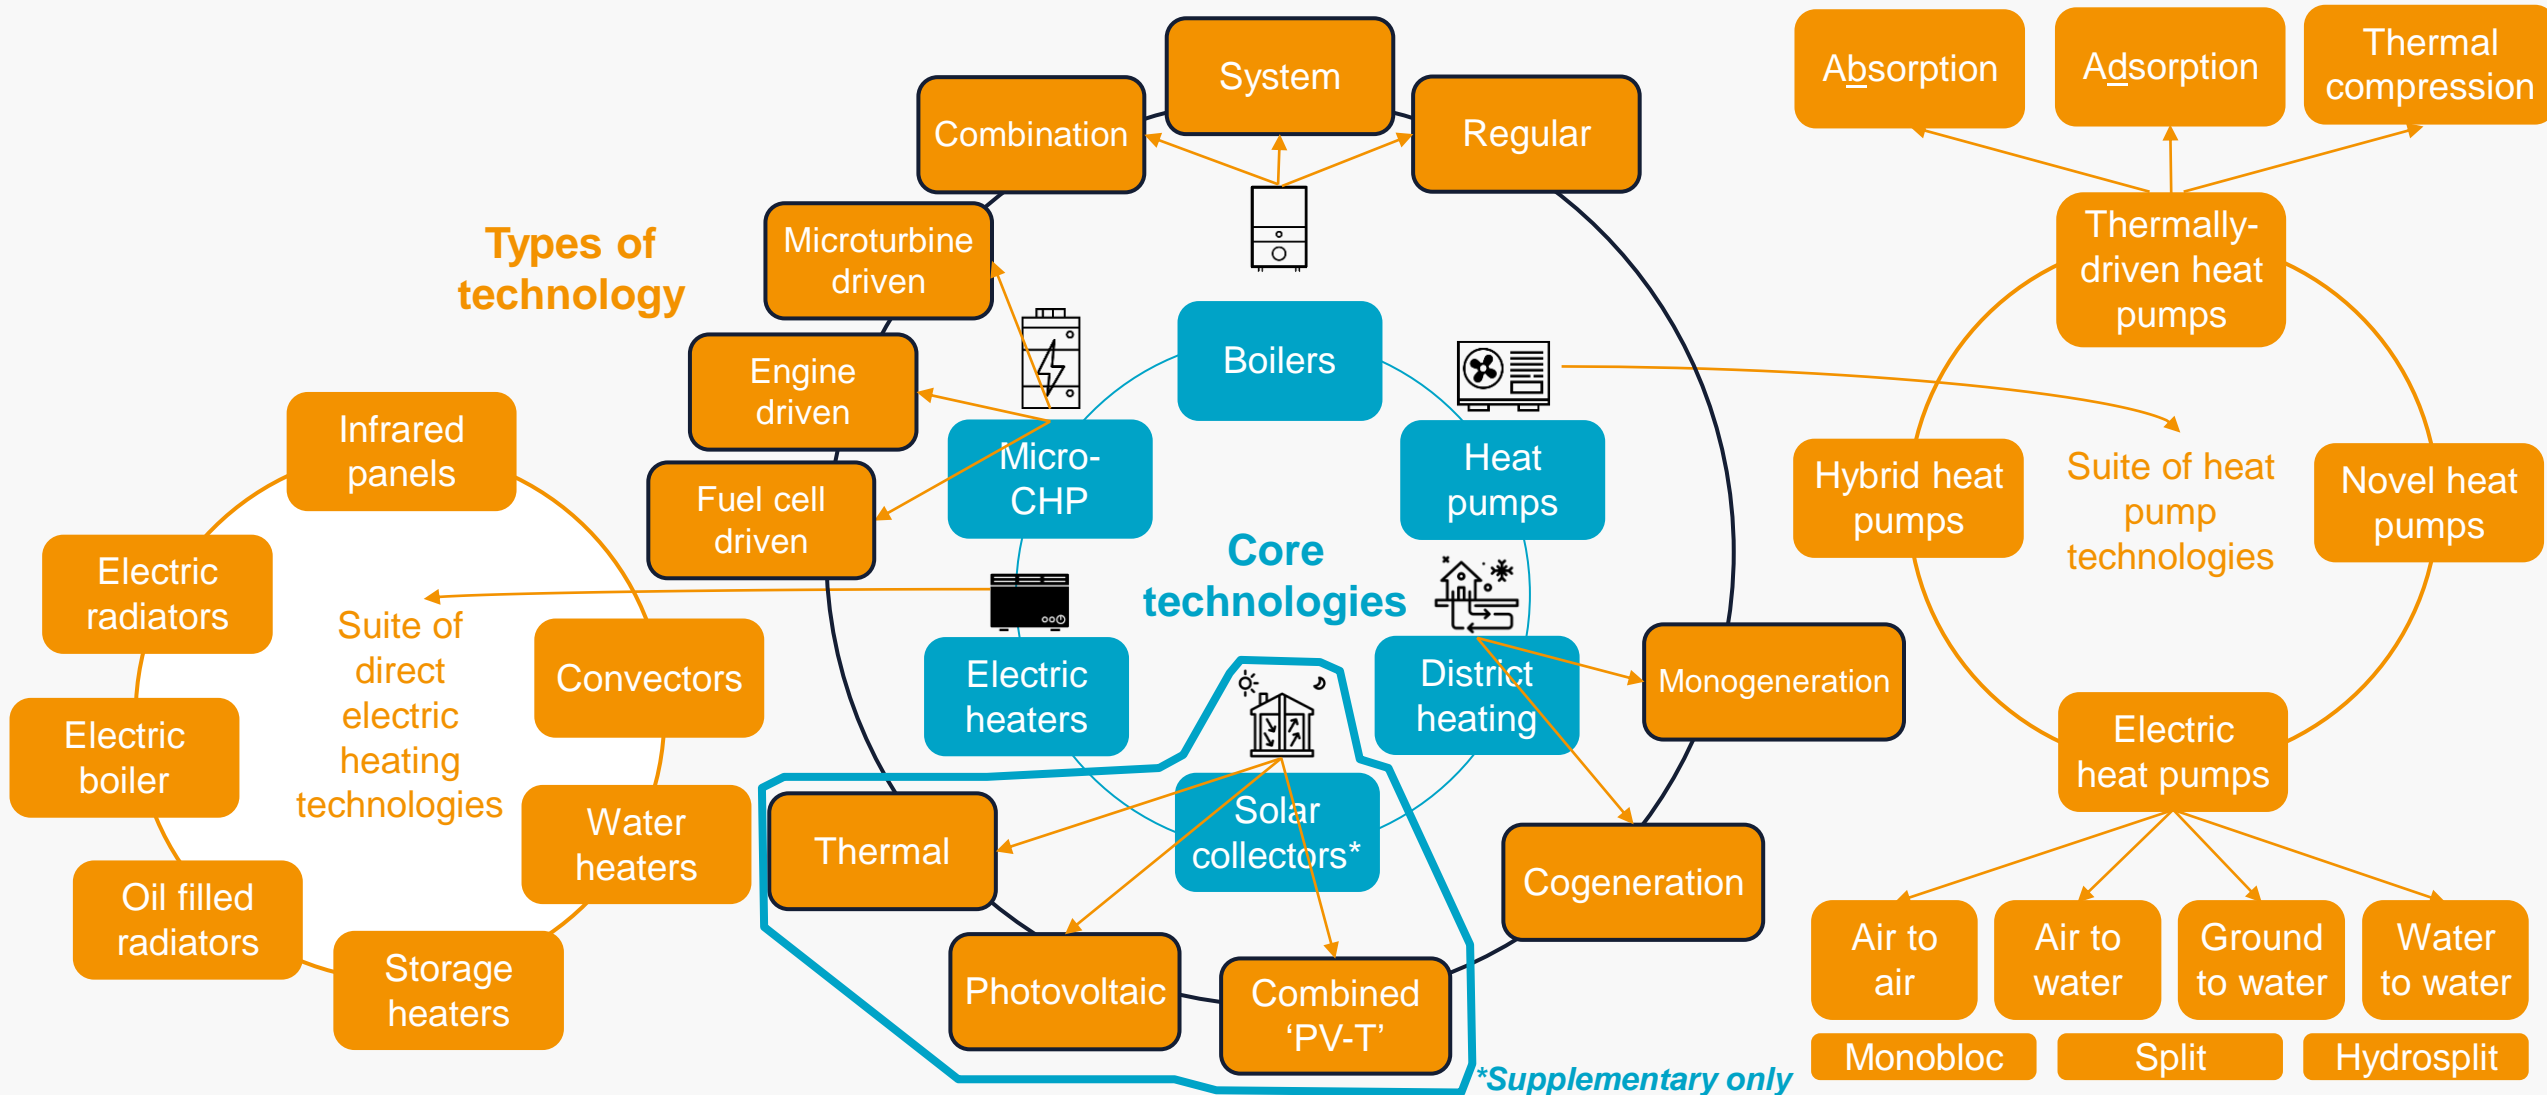 System
Combination
Regular
Absorption
Adsorption
Thermal
compression
Types of
technology
Microturbine
driven
Engine
driven
Fuel cell
driven
Thermally-
driven heat
pumps
Boilers
Micro-
CHP
Heat
pumps
Core
technologies
Electric
heaters
District
heating
Solar
collectors*
Infrared
panels
Electric
radiators
Electric
boiler
Oil filled
radiators
Storage
heaters
Water
heaters
Convectors
Suite of
direct
electric
heating
technologies
Hybrid heat
pumps
Suite of heat
pump
technologies
Novel heat
pumps
Monogeneration
Cogeneration
Thermal
Photovoltaic
Combined
‘PV-T’
*Supplementary only
Electric
heat pumps
Air to
air
Air to
water
Ground
to water
Water
to water
Monobloc
Split
Hydrosplit